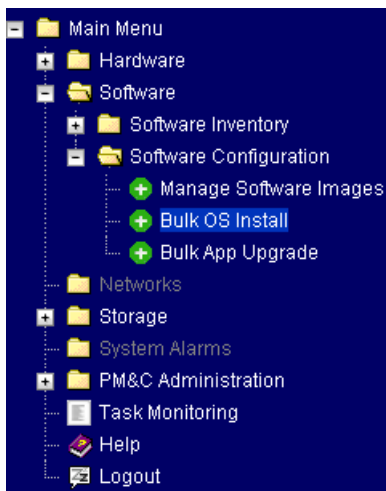 Main Menu
Hardware
Software
Software Inventory
Software Configuration
Manage Software Images
Bulk OS Install
Bulk App Upgrade
Networks
Storage
System Alarms
PM&C Administration
Task Monitoring
Help
Logout